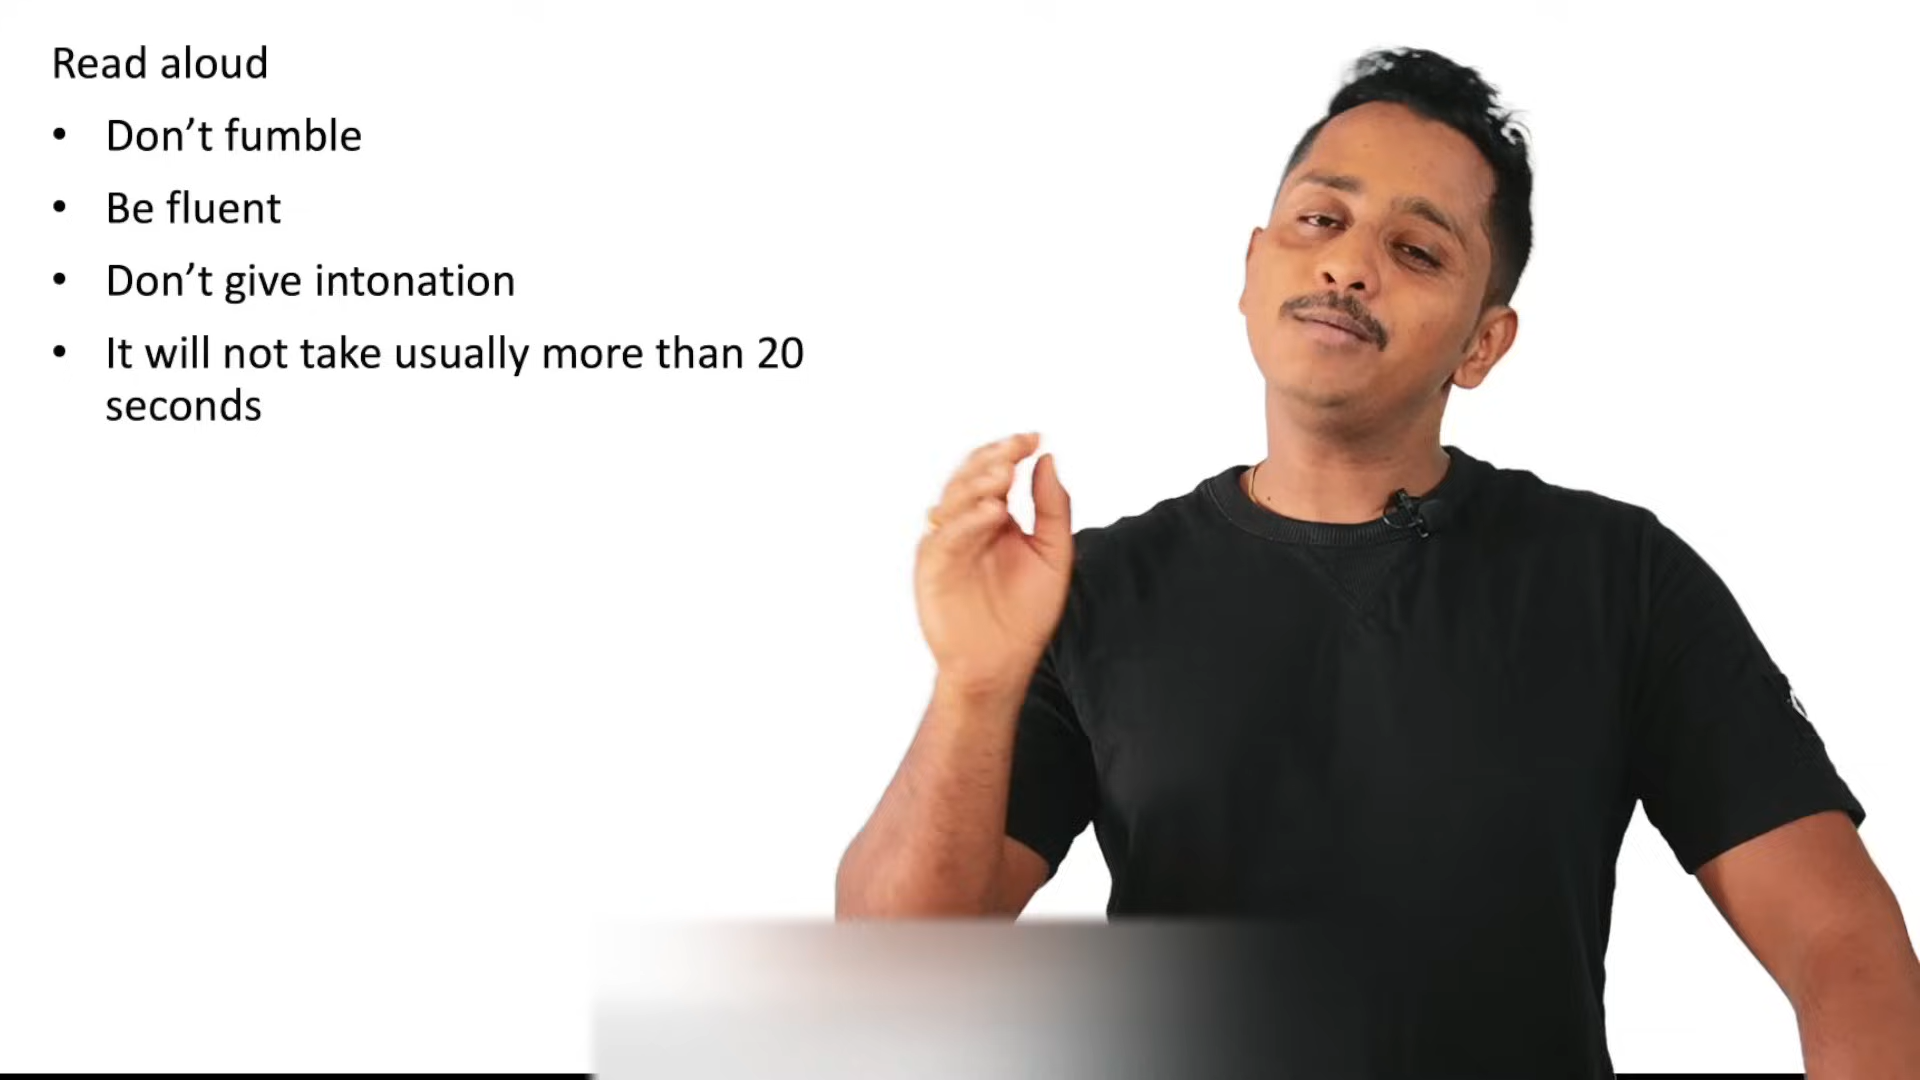 Read aloud
• Don’t fumble
• Be fluent
• Don’t give intonation
• It will not take usually more than 20
seconds